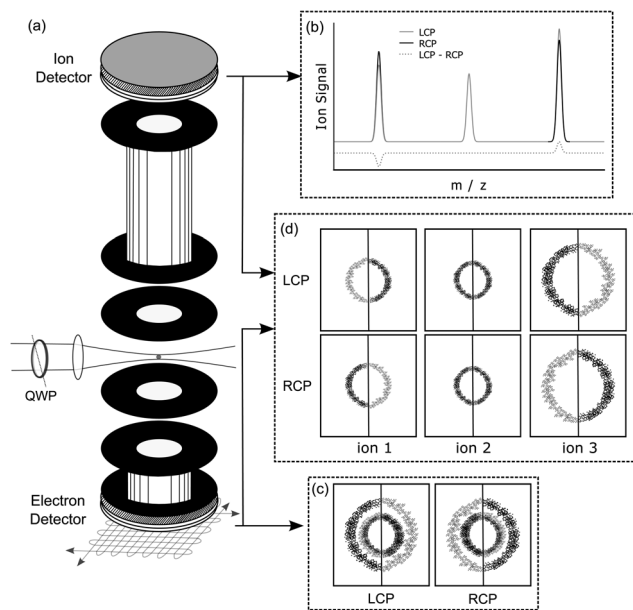 (a)
Ion
Detector
QWP
Electron
Detector
(b)
LCP
RCP
LCP - RCP
Ion Signal
m / z
(d)
LCP
RCP
ion 1
ion 2
ion 3
(c)
LCP
RCP